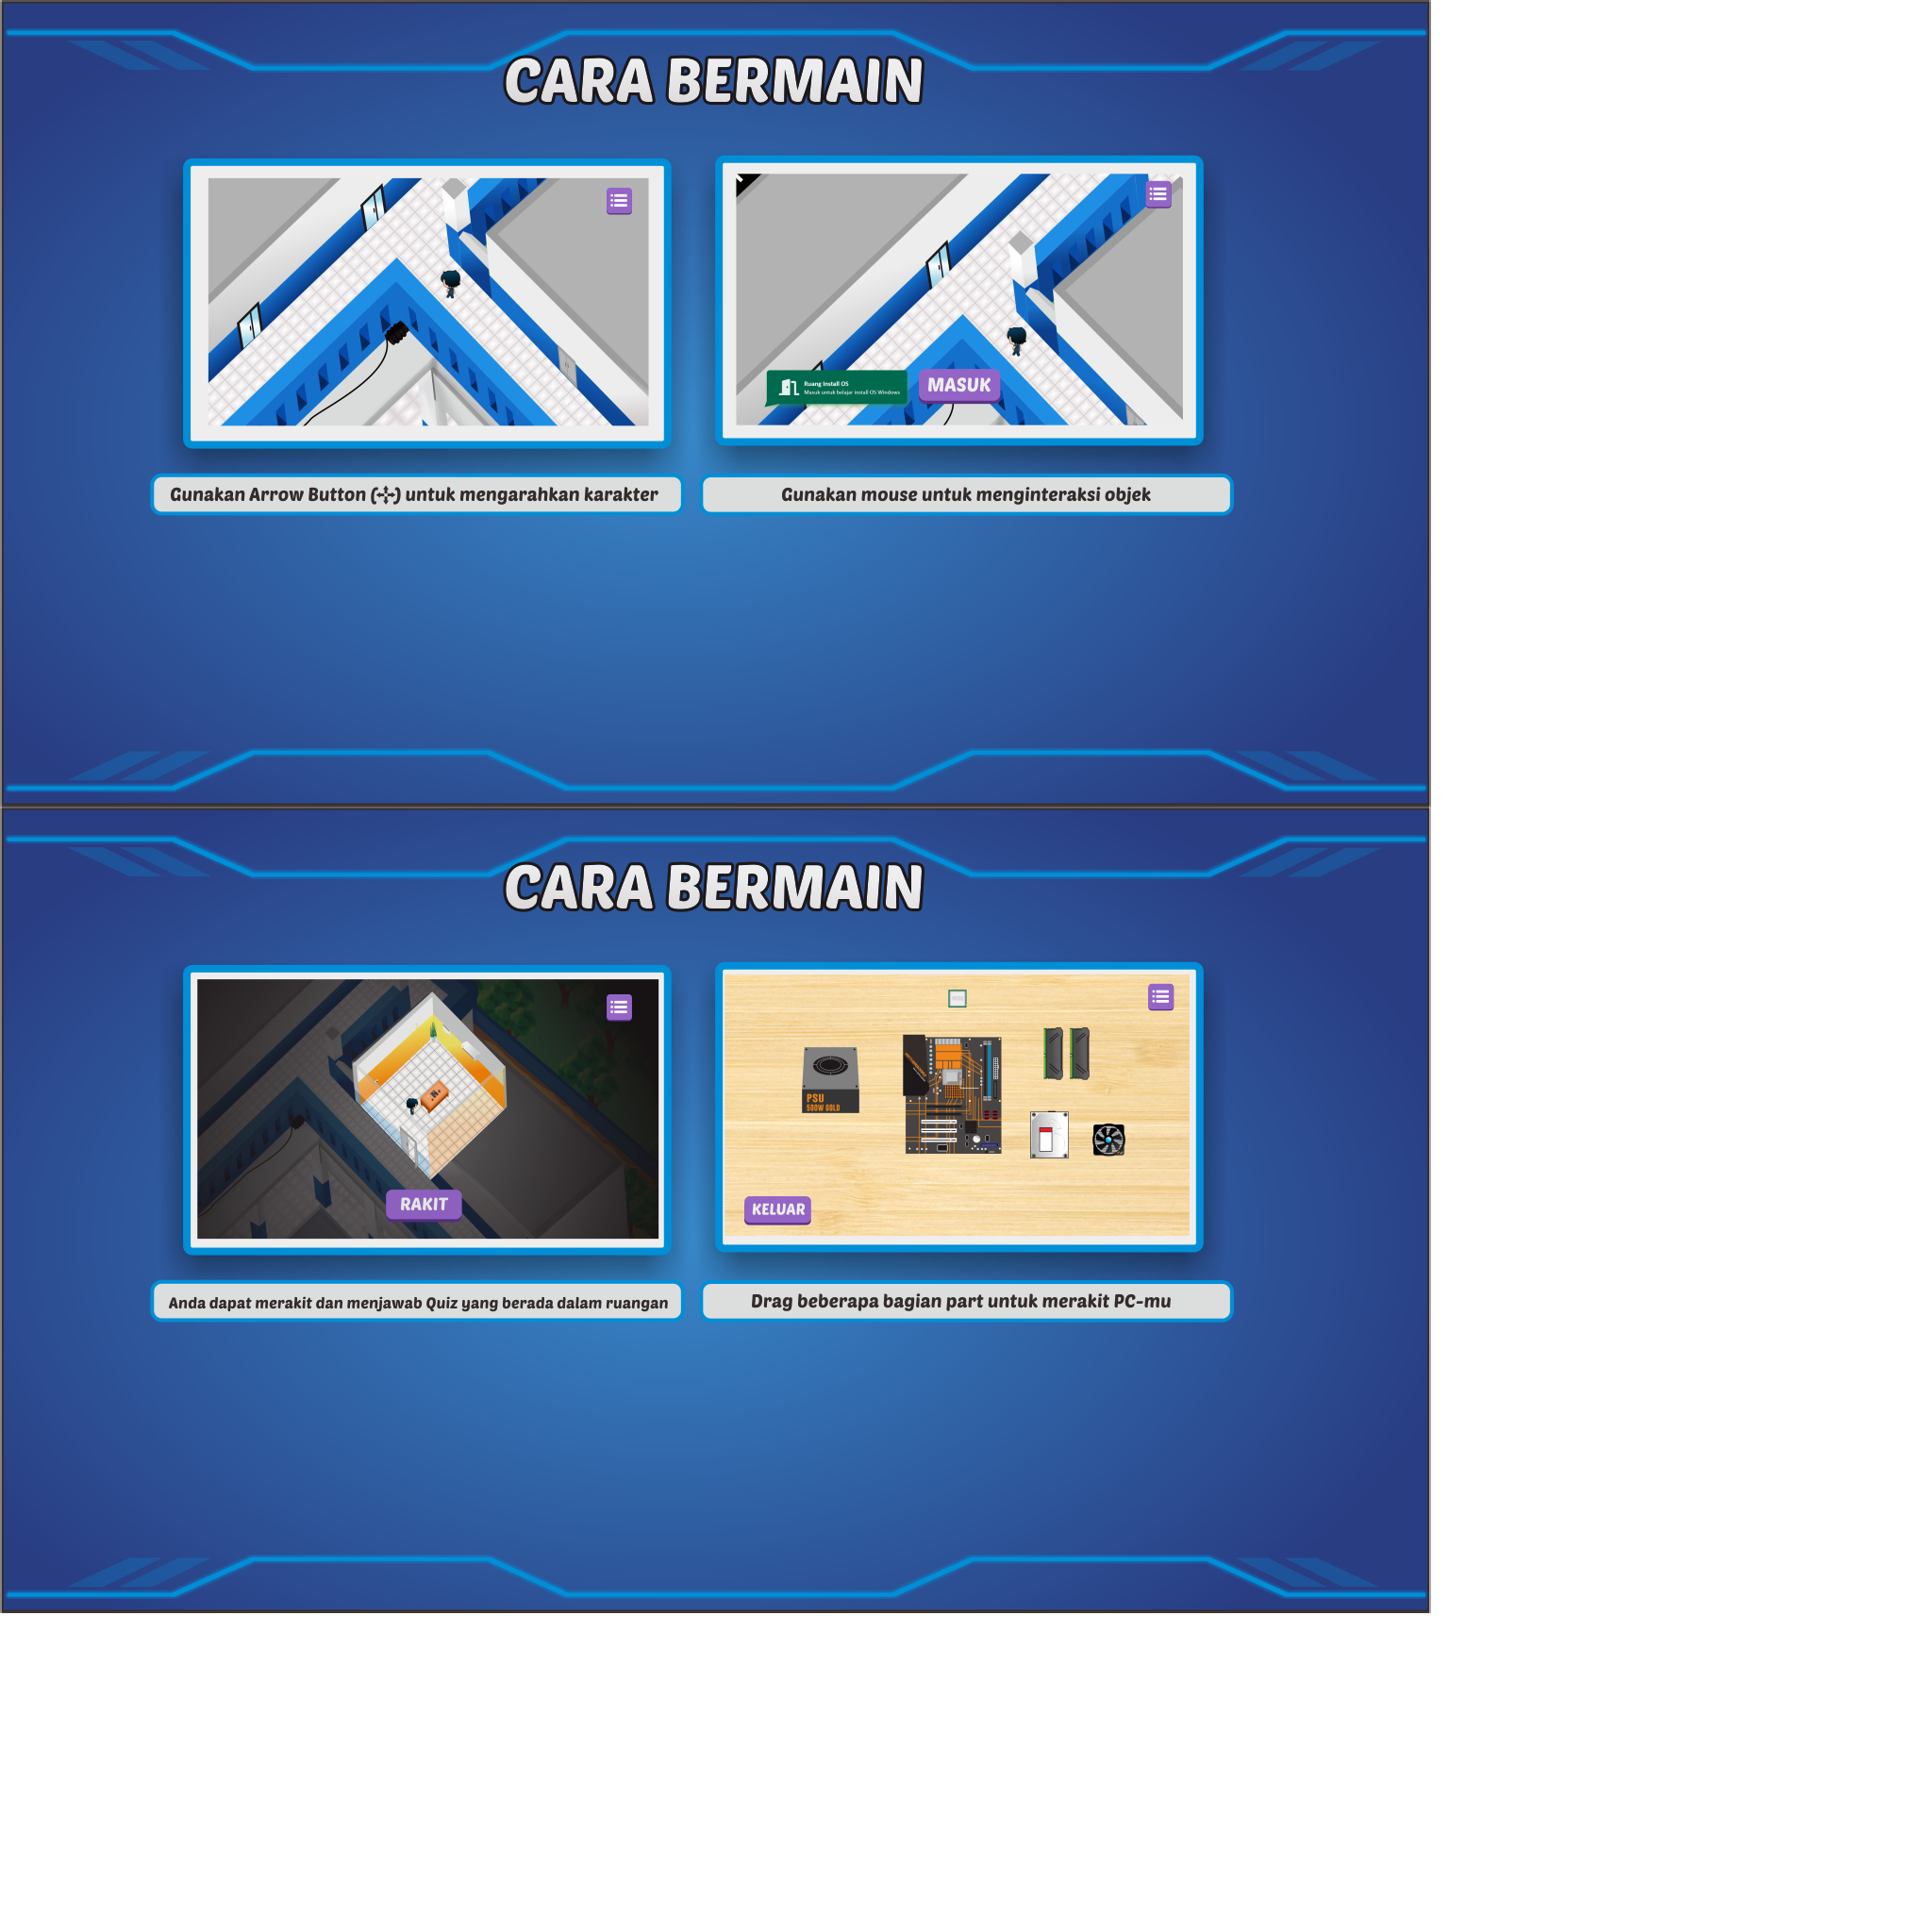 CARA BERMAIN
Ruang Install OS
Masuk untuk belajar install OS Windows
MASUK
Gunakan Arrow Button (✥) untuk mengarahkan karakter
Gunakan mouse untuk menginteraksi objek
CARA BERMAIN
PSU
500W GOLD
RAKIT
KELUAR
Anda dapat merakit dan menjawab Quiz yang berada dalam ruangan
Drag beberapa bagian part untuk merakit PC-mu